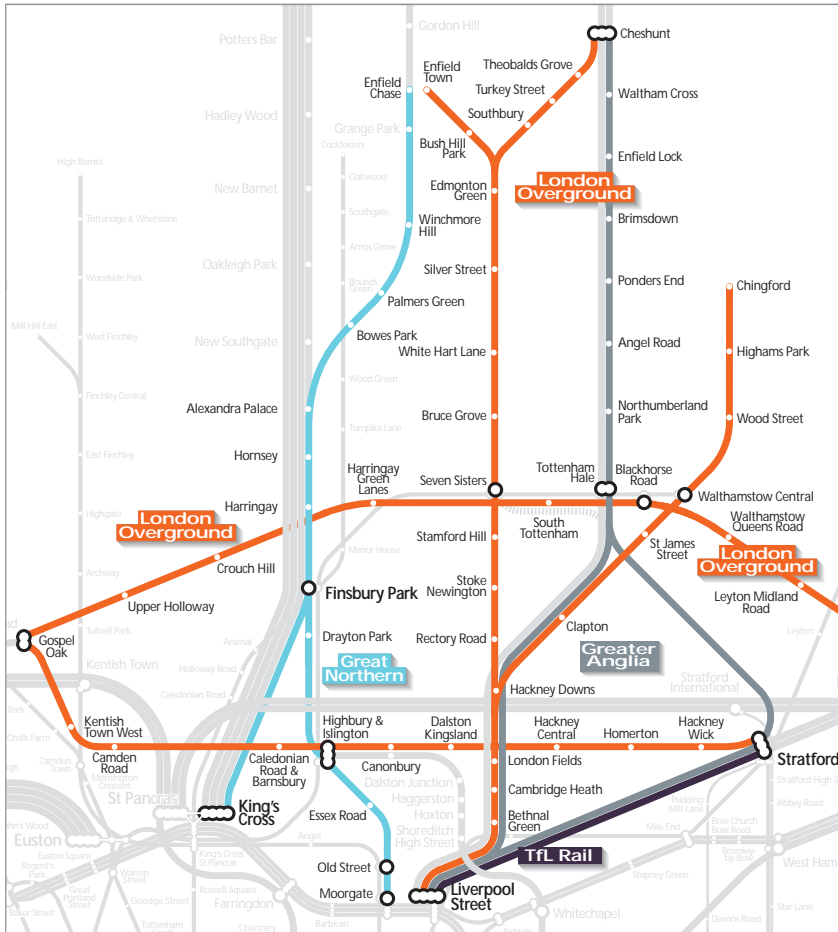 Gordon Hill
Potters Bar
Cheshunt
Theobalds Grove
Enfield
Town
Enfield
Chase
Turkey Street
Waltham Cross
Southbury
Hadley Wood
Grange Park
Bush Hill
Park
Cockfosters
Enfield Lock
High Barnet
Oakwood
London
Overground
New Barnet
Edmonton
Green
Totteridge & Whetstone
Southgate
Winchmore
Hill
Brimsdown
Arnos Grove
Oakleigh Park
Silver Street
Woodside Park
Bounds
Green
Ponders End
Chingford
Palmers Green
Mill Hill East
West Finchley
New Southgate
Bowes Park
White Hart Lane
Angel Road
Highams Park
Wood Green
Finchley Central
Alexandra Palace
Bruce Grove
Northumberland
Park
Wood Street
Turnpike Lane
East Finchley
Hornsey
Harringay
Green
Lanes
Seven Sisters
Tottenham
Hale
Blackhorse
Road
Walthamstow Central
Harringay
London
Overground
Highgate
South
Tottenham
Walthamstow
Queens Road
Stamford Hill
St James
Street
London
Overground
Manor House
Crouch Hill
Archway
Finsbury Park
Stoke
Newington
Leyton Midland
Road
Upper Holloway
Clapton
Tufnell Park
Gospel
Oak
Drayton Park
Rectory Road
Leyton
Arsenal
Great
Northern
Greater
Anglia
Kentish Town
Holloway Road
Caledonian Road
Stratford
International
Hackney Downs
Park
Kentish
Town West
Highbury &
Islington
Dalston
Kingsland
Hackney
Central
Homerton
Hackney
Wick
Chalk Farm
Camden
Road
Caledonian
Road &
Barnsbury
Canonbury
London Fields
Stratford
Camden
Town
Mornington
Crescent
Dalston Junction
Cambridge Heath
Stratford High S
St Pancras
King's
Cross
Haggerston
Hoxton
Shoreditch
High Street
Essex Road
Bethnal
Green
Pudding
Mill Lane
Abbey Road
Bow Church
Bow Road
Mile End
Bromley-
by-Bow
West Ham
Euston
Angel
Euston Square
King's Cross
St Pancras
Regent's
Park
Warren
Street
Old Street
TfL Rail
Stepney Green
Great
Portland
Street
Russell Square
Goodge Street
Farringdon
Moorgate
Liverpool
Street
Whitechapel
Star Lane
Baker Street
Tottenham
Chancery
Barbican
Devons Road